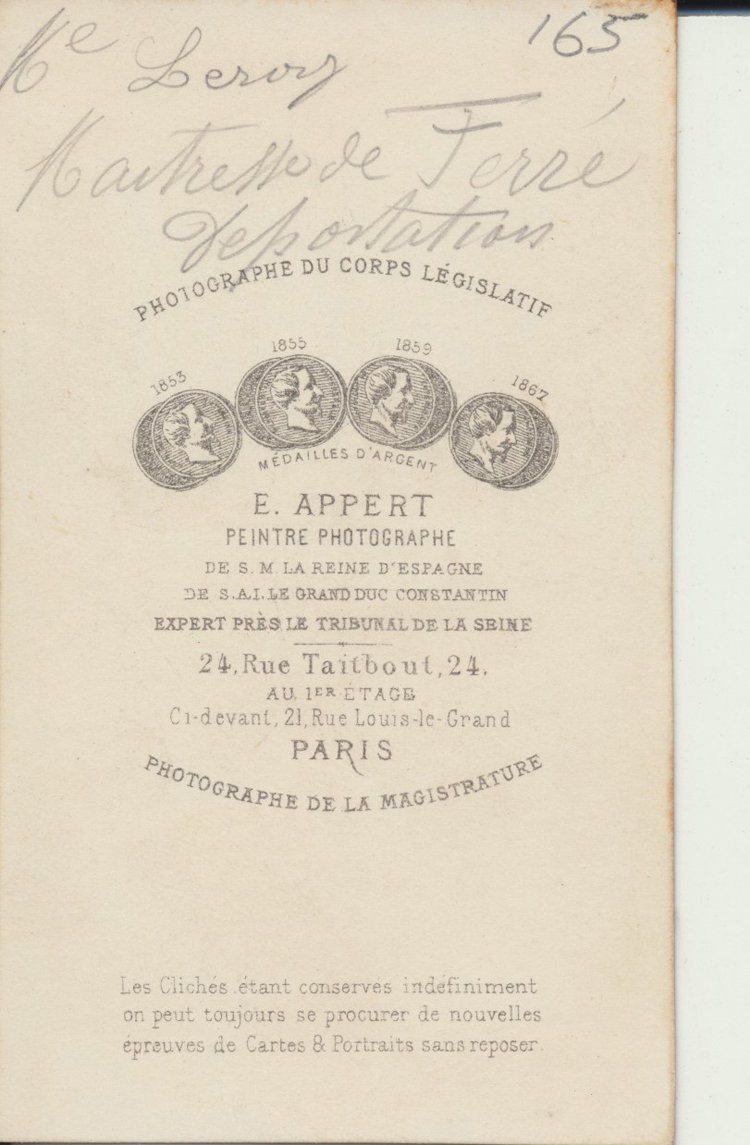 165
Me Leroy
Maitresse de Ferré
Deportation
PHOTOGRAPHE DU CORPS LÉGISLATIF
1853 1855 1859 1867
MÉDAILLES D'ARGENT
E. APPERT
PEINTRE PHOTOGRAPHE
DE S. M. LA REINE D'ESPAGNE
DE S.A.I. LE GRAND DUC CONSTANTIN
EXPERT PRÈS LE TRIBUNAL DE LA SEINE
24, Rue Taitbout, 24.
AU 1ER ÉTAGE
Ci-devant, 21, Rue Louis-le-Grand
PARIS
PHOTOGRAPHE DE LA MAGISTRATURE
Les Clichés étant conservés indéfiniment
on peut toujours se procurer de nouvelles
épreuves de Cartes & Portraits sans reposer.